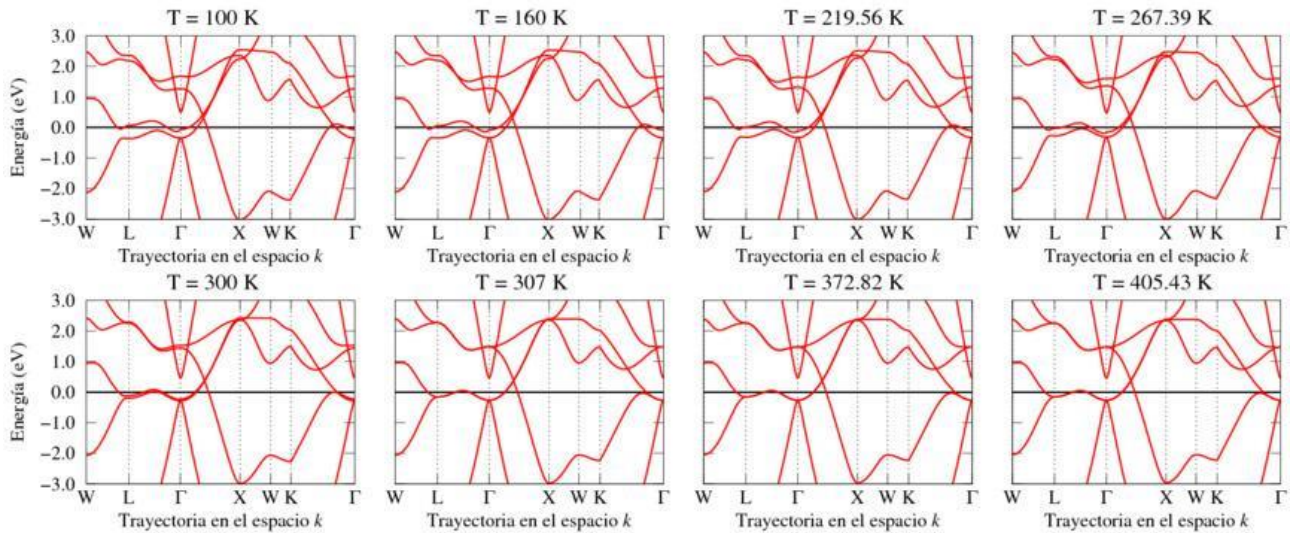 T = 100 K
T = 160 K
T = 219.56 K
T = 267.39 K
Energía (eV)
3.0
2.0
1.0
0.0
−1.0
−2.0
−3.0
W L Γ X W K Γ
W L Γ X W K Γ
W L Γ X W K Γ
W L Γ X W K Γ
Trayectoria en el espacio k
Trayectoria en el espacio k
Trayectoria en el espacio k
Trayectoria en el espacio k
T = 300 K
T = 307 K
T = 372.82 K
T = 405.43 K
Energía (eV)
3.0
2.0
1.0
0.0
−1.0
−2.0
−3.0
W L Γ X W K Γ
W L Γ X W K Γ
W L Γ X W K Γ
W L Γ X W K Γ
Trayectoria en el espacio k
Trayectoria en el espacio k
Trayectoria en el espacio k
Trayectoria en el espacio k